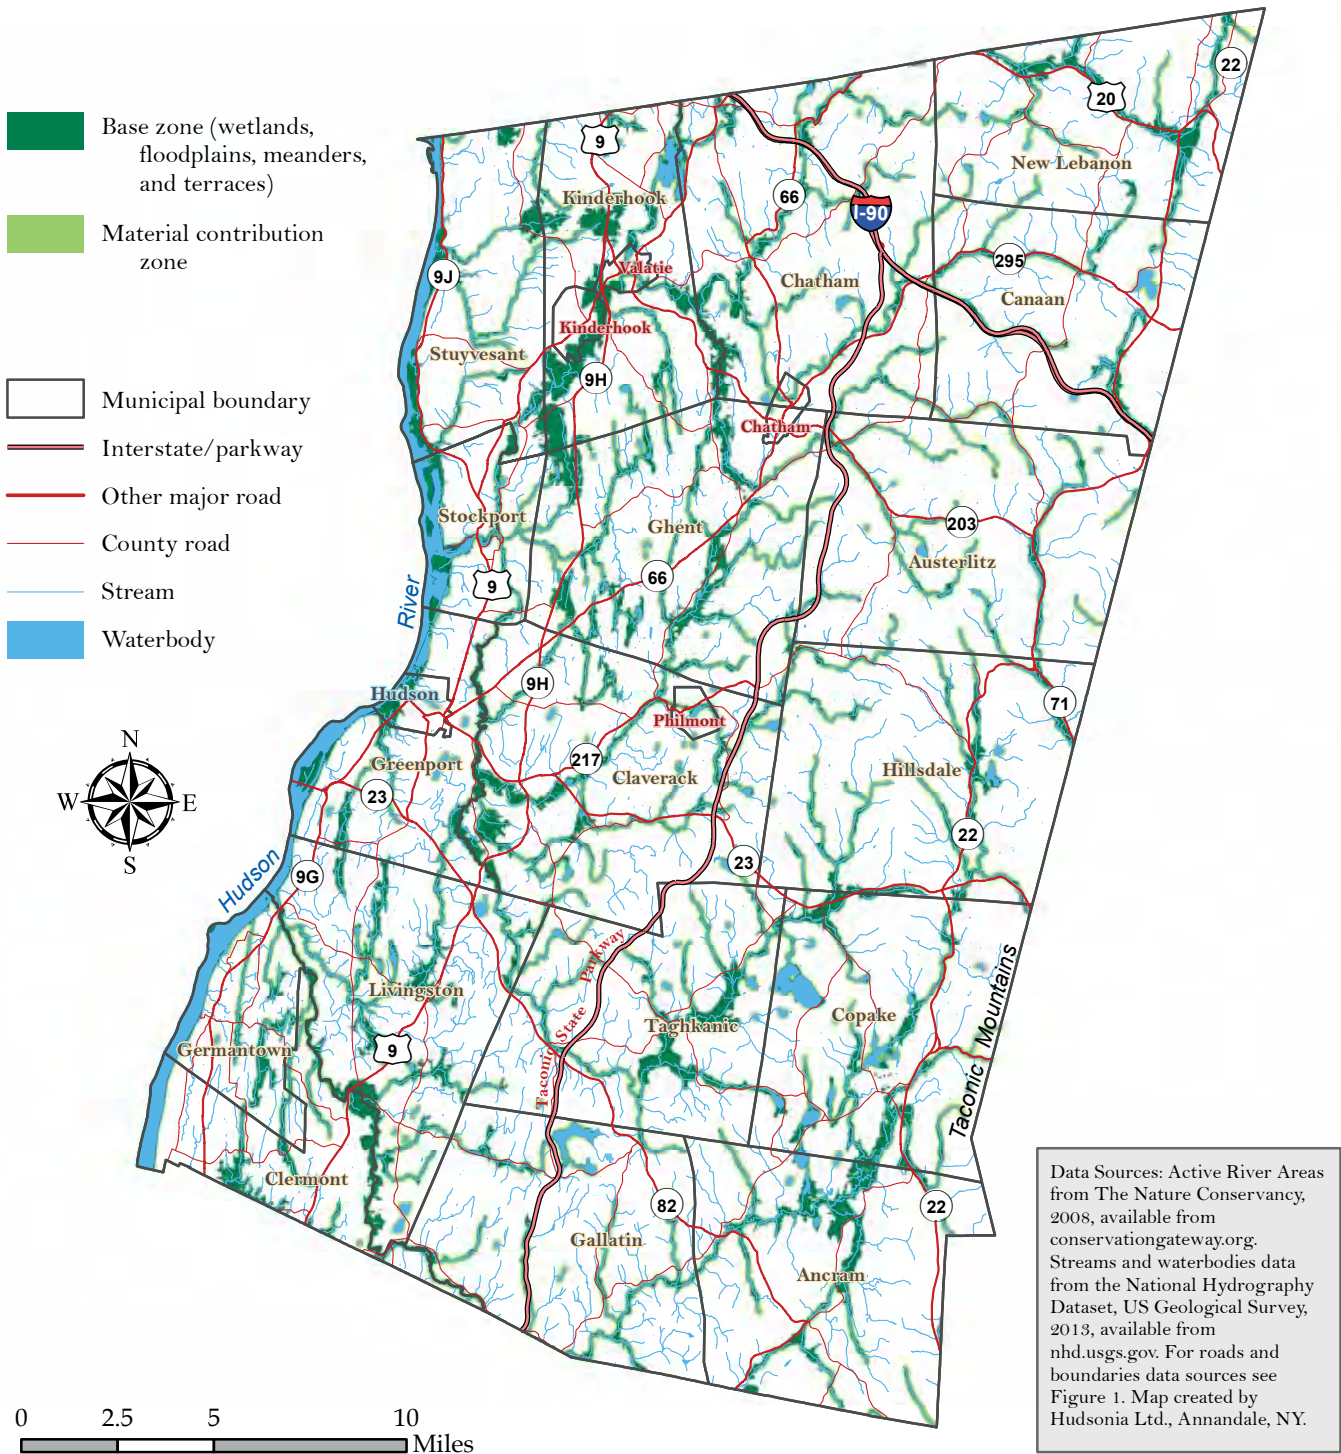 Base zone (wetlands,
floodplains, meanders,
and terraces)
Material contribution
zone
Municipal boundary
Interstate/parkway
Other major road
County road
Stream
Waterbody
N
W
E
S
0
2.5
5
10
Miles
22
20
New Lebanon
9
Kinderhook
66
I-90
295
Canaan
Valatie
Chatham
9J
Kinderhook
Stuyvesant
9H
Chatham
Stockport
Ghent
203
Austerlitz
66
9
River
9H
Hudson
71
Philmont
Greenport
217
Claverack
Hillsdale
23
22
23
Hudson
9G
Parkway
Livingston
Taghkanic
Copake
Taconic Mountains
State
Germantown
9
Taconic
Clermont
82
22
Gallatin
Ancram
Data Sources: Active River Areas
from The Nature Conservancy,
2008, available from
conservationgateway.org.
Streams and waterbodies data
from the National Hydrography
Dataset, US Geological Survey,
2013, available from
nhd.usgs.gov. For roads and
boundaries data sources see
Figure 1. Map created by
Hudsonia Ltd., Annandale, NY.